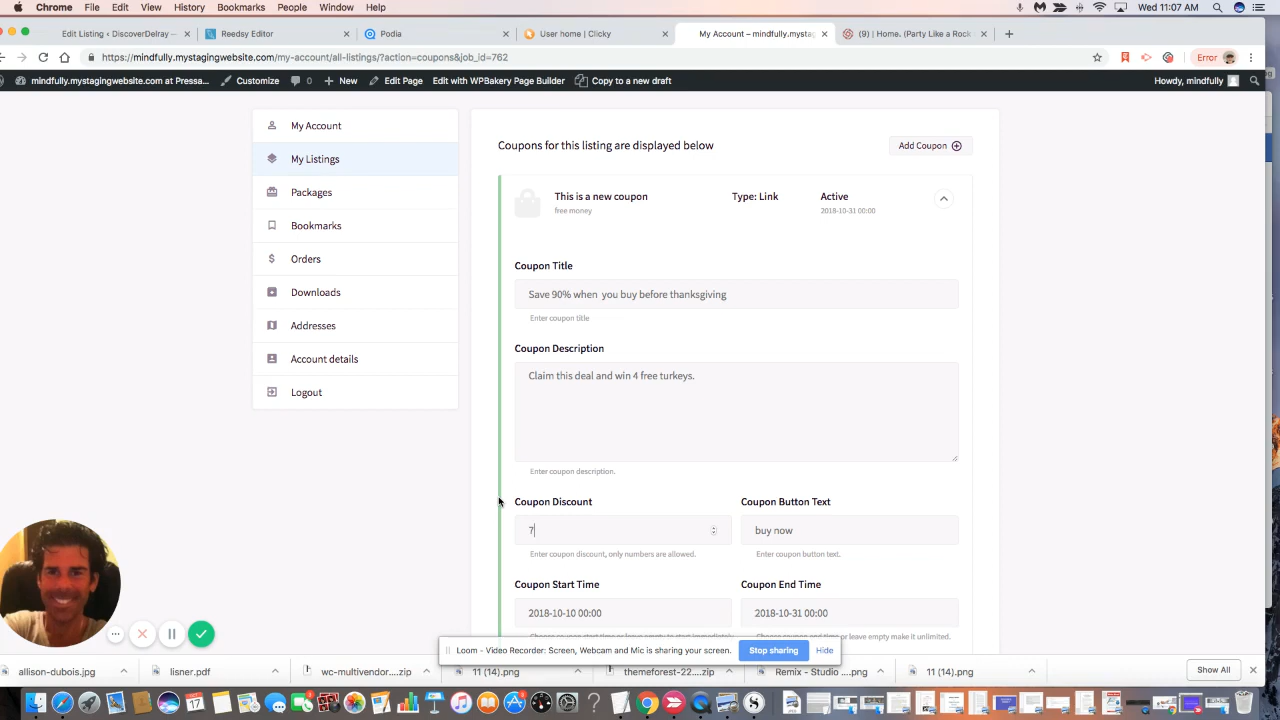 Chrome File Edit View History Bookmarks People Window Help
Wed 11:07 AM
Edit Listing ‹ DiscoverDelray
Reedsy Editor
Podia
User home | Clicky
My Account – mindfully.mystag
(9) | Home. (Party Like a Rock
https://mindfully.mystagingwebsite.com/my-account/all-listings/?action=coupons&job_id=762
Error
mindfully.mystagingwebsite.com at Pressa...
Customize
0
New
Edit Page
Edit with WPBakery Page Builder
Copy to a new draft
Howdy, mindfully
My Account
My Listings
Packages
Bookmarks
Orders
Downloads
Addresses
Account details
Logout
Coupons for this listing are displayed below
Add Coupon
This is a new coupon
free money
Type: Link
Active
2018-10-31 00:00
Coupon Title
Save 90% when you buy before thanksgiving
Enter coupon title
Coupon Description
Claim this deal and win 4 free turkeys.
Enter coupon description.
Coupon Discount
Coupon Button Text
7
buy now
Enter coupon discount, only numbers are allowed.
Enter coupon button text.
Coupon Start Time
Coupon End Time
2018-10-10 00:00
2018-10-31 00:00
Loom - Video Recorder: Screen, Webcam and Mic is sharing your screen.
Stop sharing
Hide
allison-dubois.jpg
lisner.pdf
wc-multivendor....zip
11 (14).png
themeforest-22....zip
Remix - Studio ....png
11 (14).png
Show All